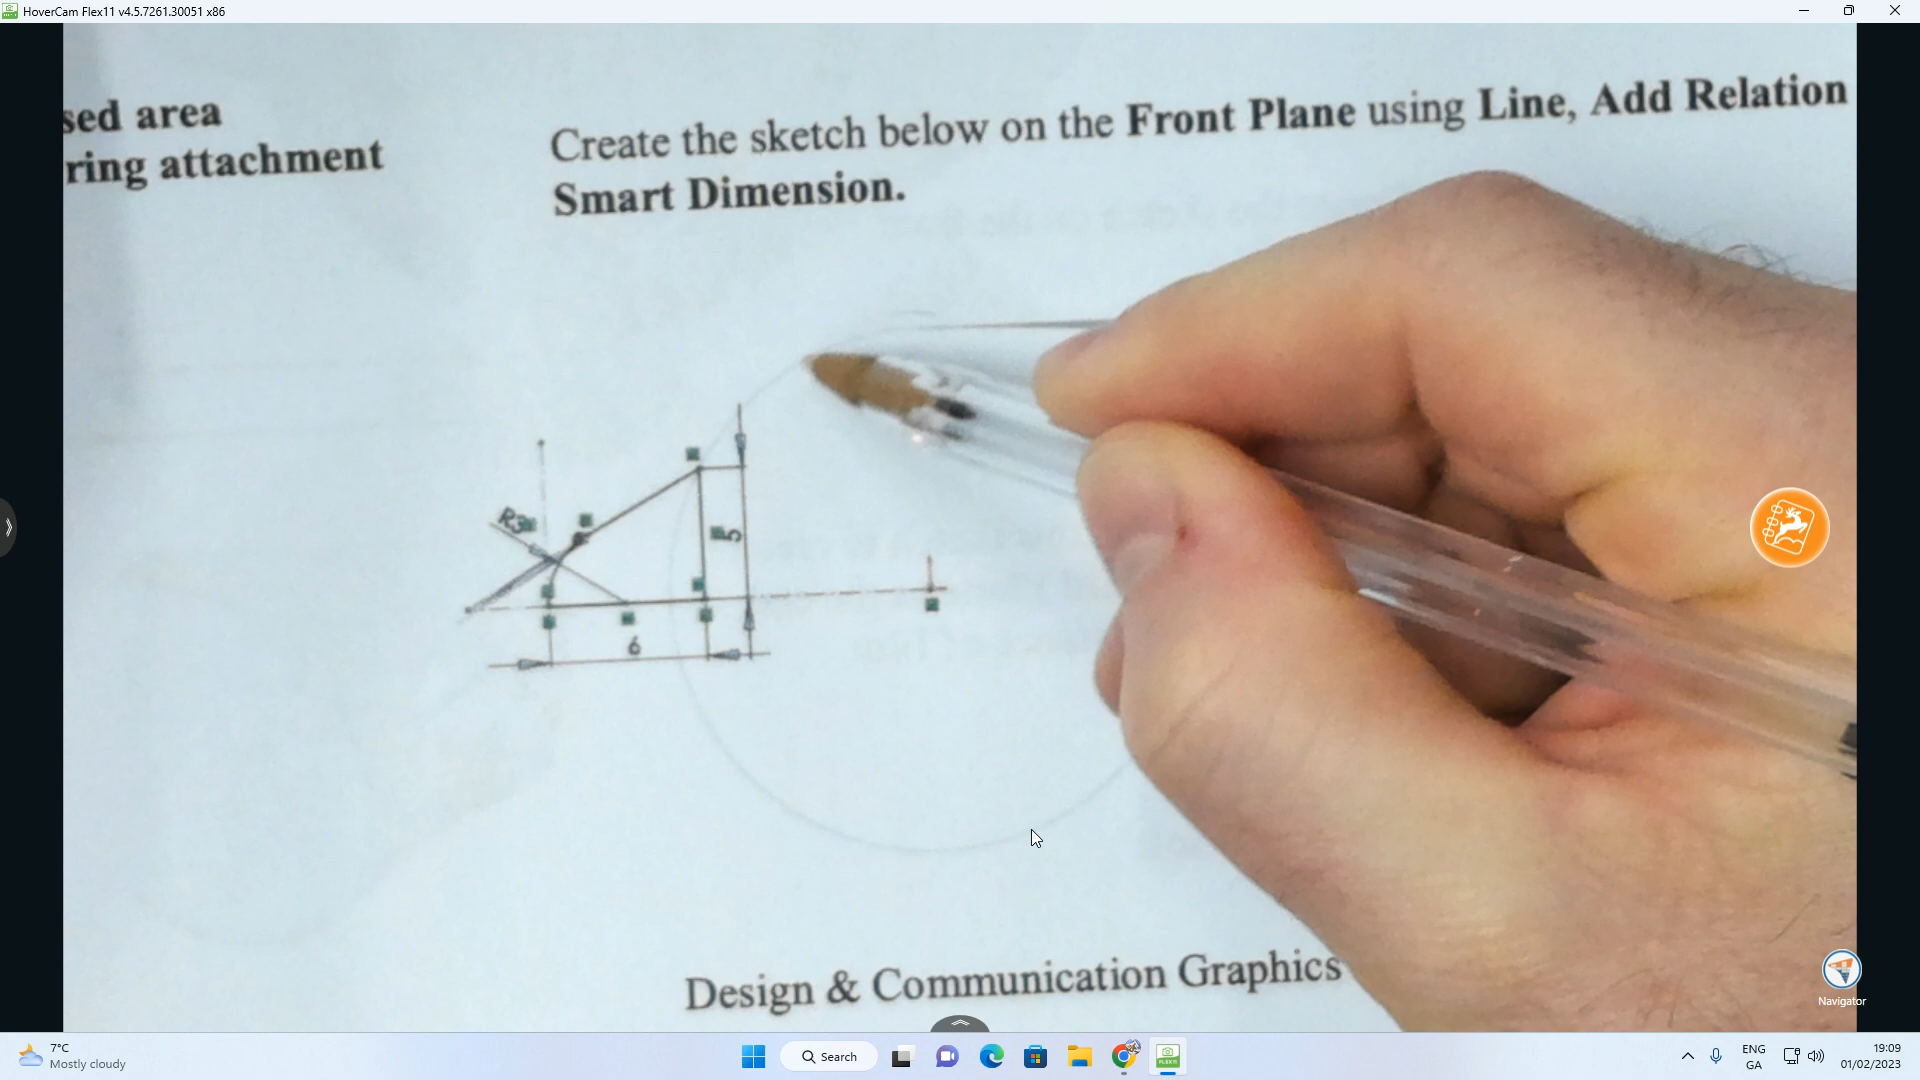 HoverCam Flex11 v4.5.7261.30051 x86
sed area
ring attachment
Create the sketch below on the Front Plane using Line, Add Relation
Smart Dimension.
R3
5
6
Design & Communication Graphics
Navigator
7°C
Mostly cloudy
Search
FLEX11
ENG
GA
19:09
01/02/2023